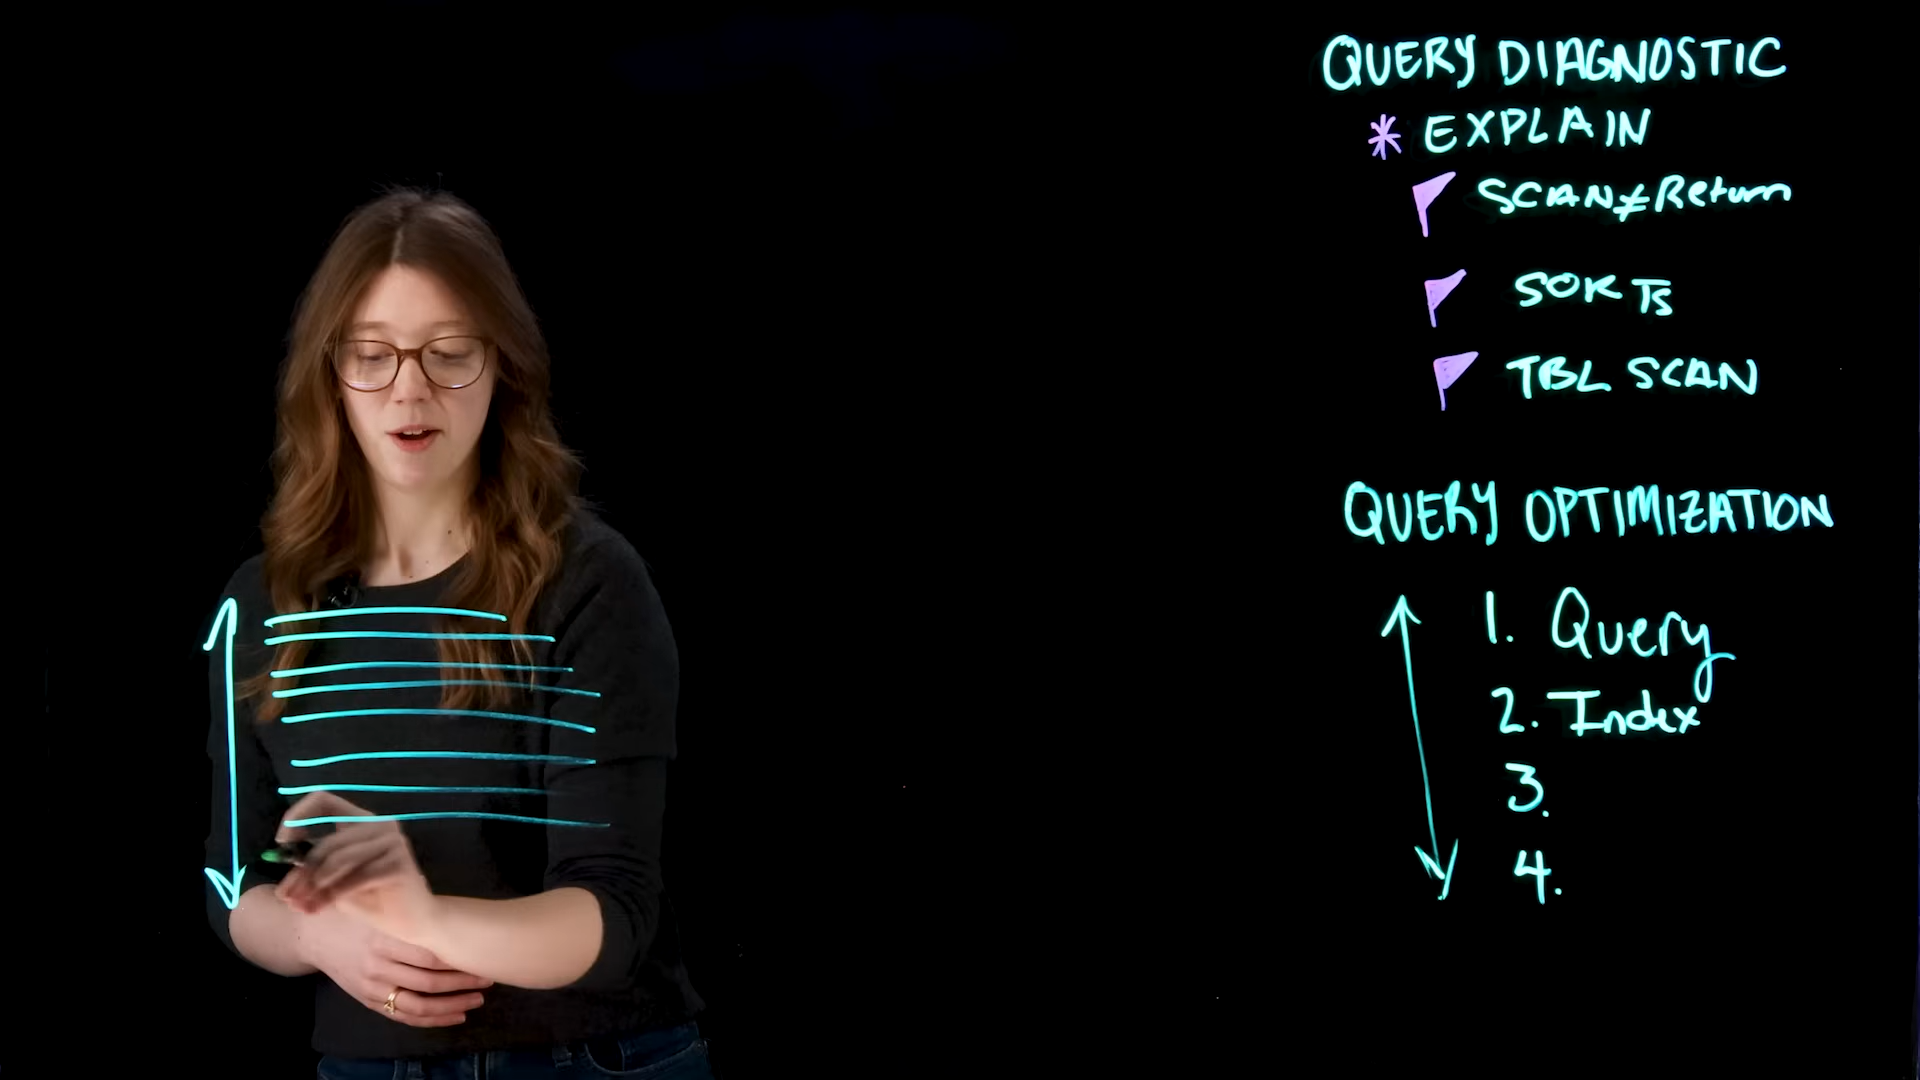 QUERY DIAGNOSTIC
* EXPLAIN
SCAN≠Return
SORTS
TBL SCAN
QUERY OPTIMIZATION
1. Query
2. Index
3.
4.